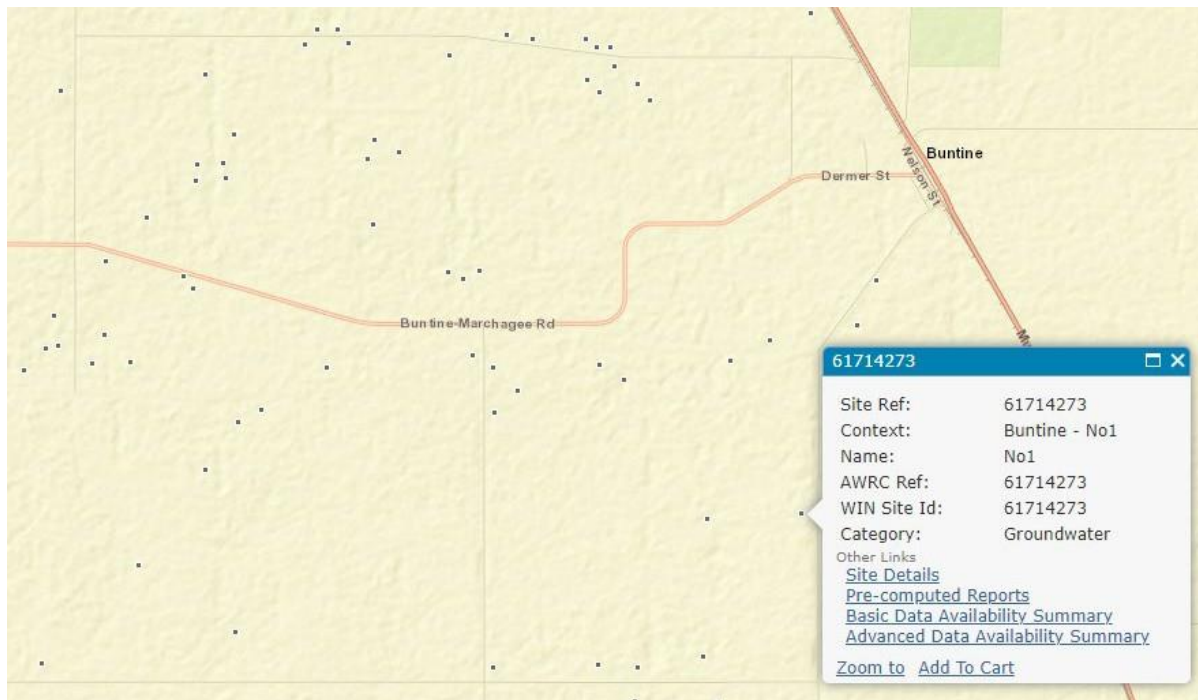 Buntine
Nelson St
Dermer St
Buntine-Marchagee Rd
61714273
Site Ref: 61714273
Context: Buntine - No1
Name: No1
AWRC Ref: 61714273
WIN Site Id: 61714273
Category: Groundwater
Other Links
Site Details
Pre-computed Reports
Basic Data Availability Summary
Advanced Data Availability Summary
Zoom to Add To Cart